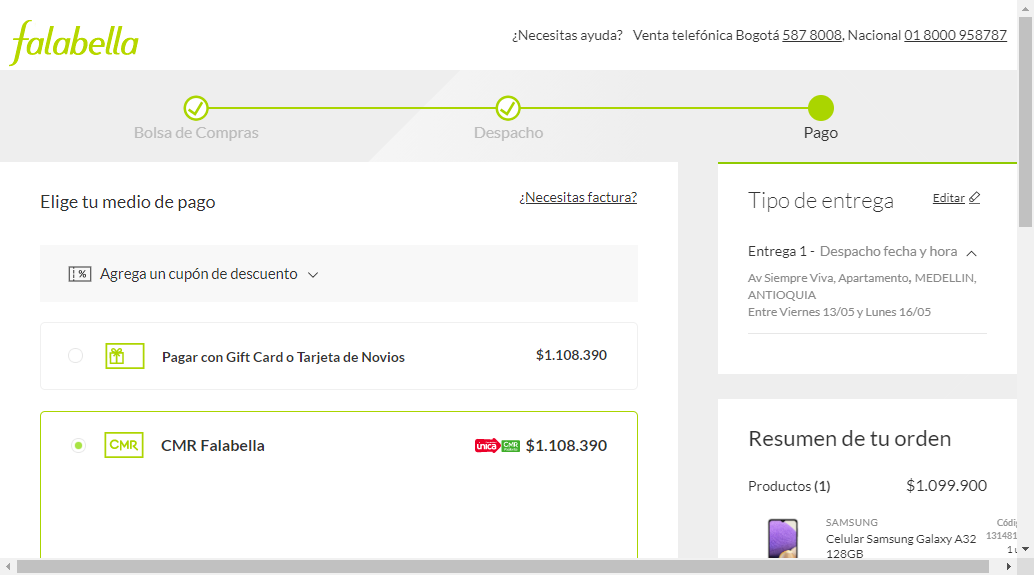 falabella
¿Necesitas ayuda? Venta telefónica Bogotá 587 8008, Nacional 01 8000 958787
Bolsa de Compras
Despacho
Pago
Elige tu medio de pago
¿Necesitas factura?
% Agrega un cupón de descuento
Pagar con Gift Card o Tarjeta de Novios
$1.108.390
CMR
CMR Falabella
unica CMR
$1.108.390
Tipo de entrega
Editar
Entrega 1 - Despacho fecha y hora
Av Siempre Viva, Apartamento, MEDELLIN,
ANTIOQUIA
Entre Viernes 13/05 y Lunes 16/05
Resumen de tu orden
Productos (1)
$1.099.900
SAMSUNG
Celular Samsung Galaxy A32
128GB
Códi
131481
1 u